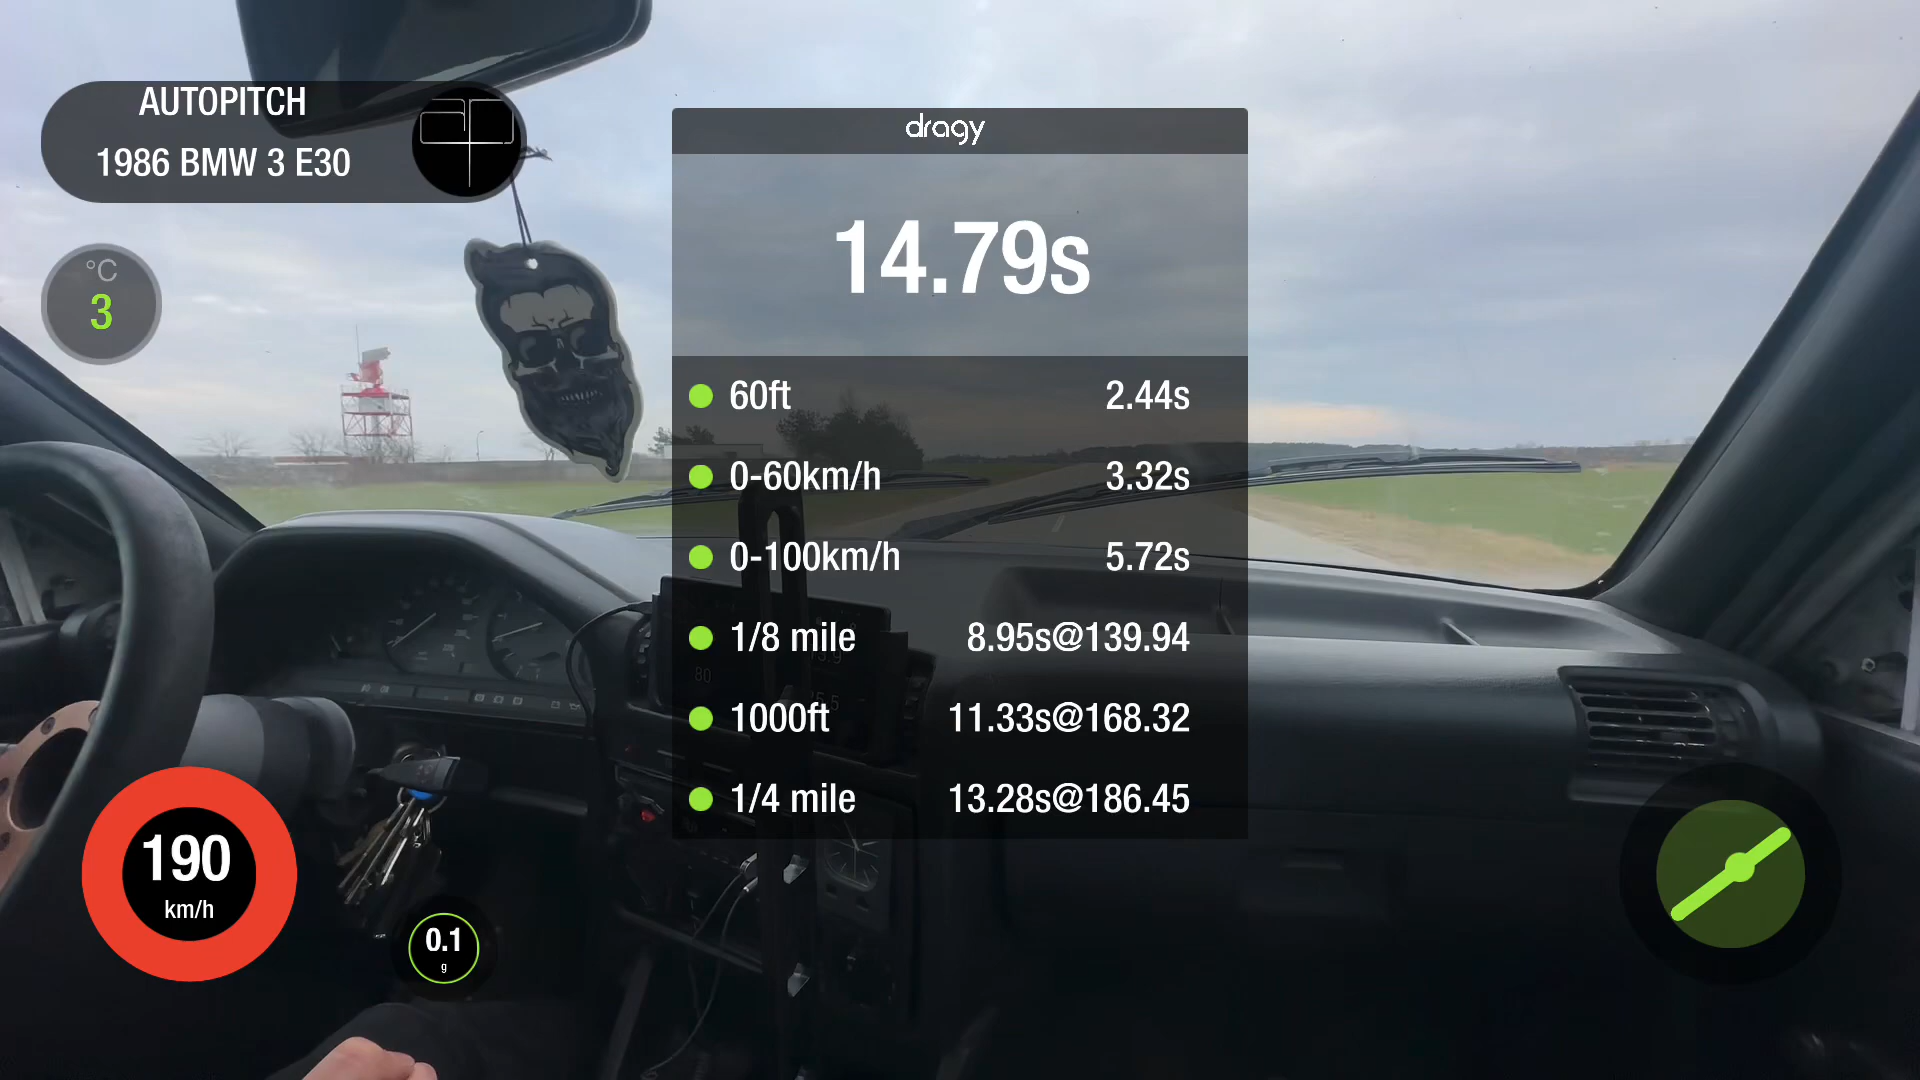 AUTOPITCH
1986 BMW 3 E30
°C
3
dragy
14.79s
60ft 2.44s
0-60km/h 3.32s
0-100km/h 5.72s
1/8 mile 8.95s@139.94
1000ft 11.33s@168.32
1/4 mile 13.28s@186.45
80
190
km/h
0.1
g